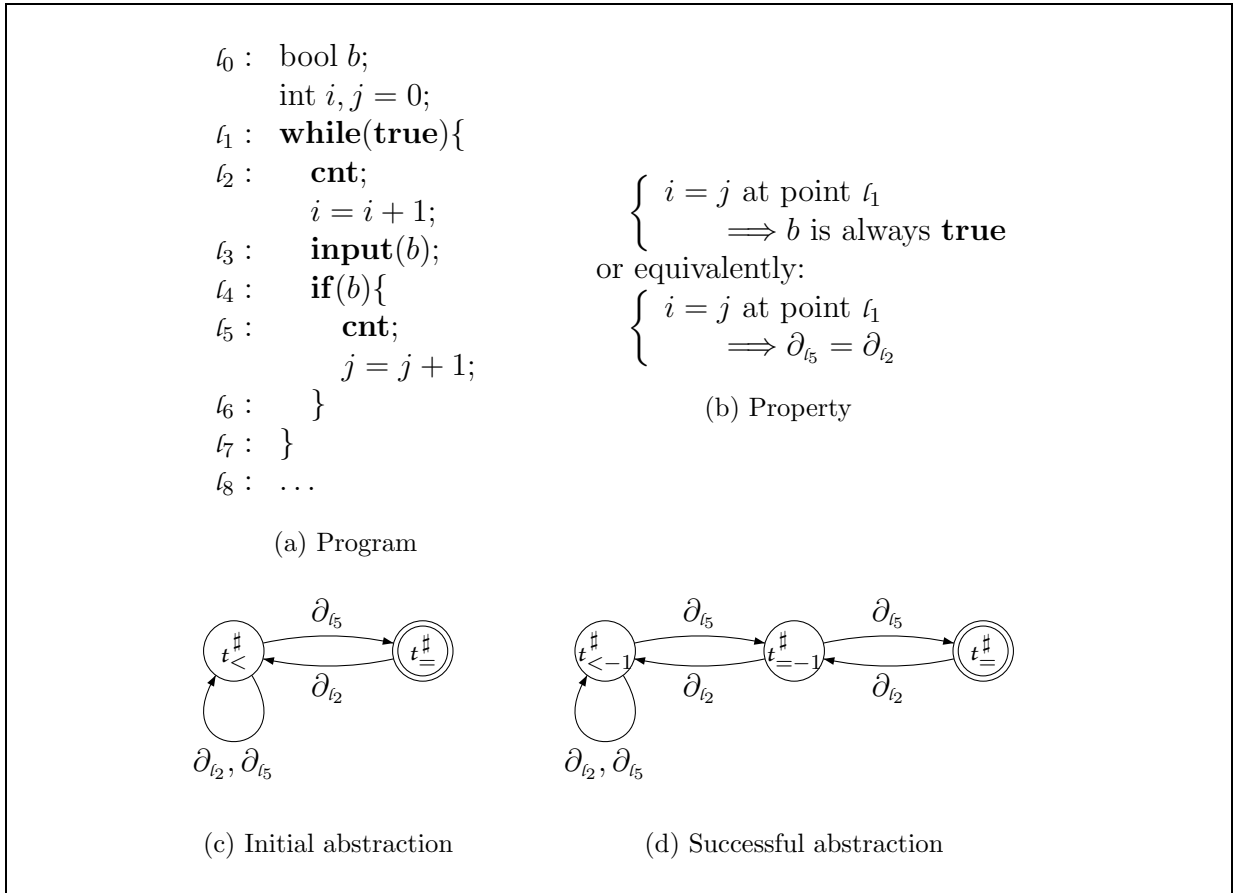 ℓ0 : bool b;
int i, j = 0;
ℓ1 : while(true){
ℓ2 : cnt;
i = i + 1;
ℓ3 : input(b);
ℓ4 : if(b){
ℓ5 : cnt;
j = j + 1;
ℓ6 : }
ℓ7 : }
ℓ8 : ...
(a) Program
{ i = j at point ℓ1
⟹ b is always true
or equivalently:
{ i = j at point ℓ1
⟹ ∂ℓ5 = ∂ℓ2
(b) Property
∂ℓ5
t♯< t♯=
∂ℓ2
∂ℓ2, ∂ℓ5
(c) Initial abstraction
∂ℓ5 ∂ℓ5
t♯<−1 t♯=−1 t♯=
∂ℓ2 ∂ℓ2
∂ℓ2, ∂ℓ5
(d) Successful abstraction